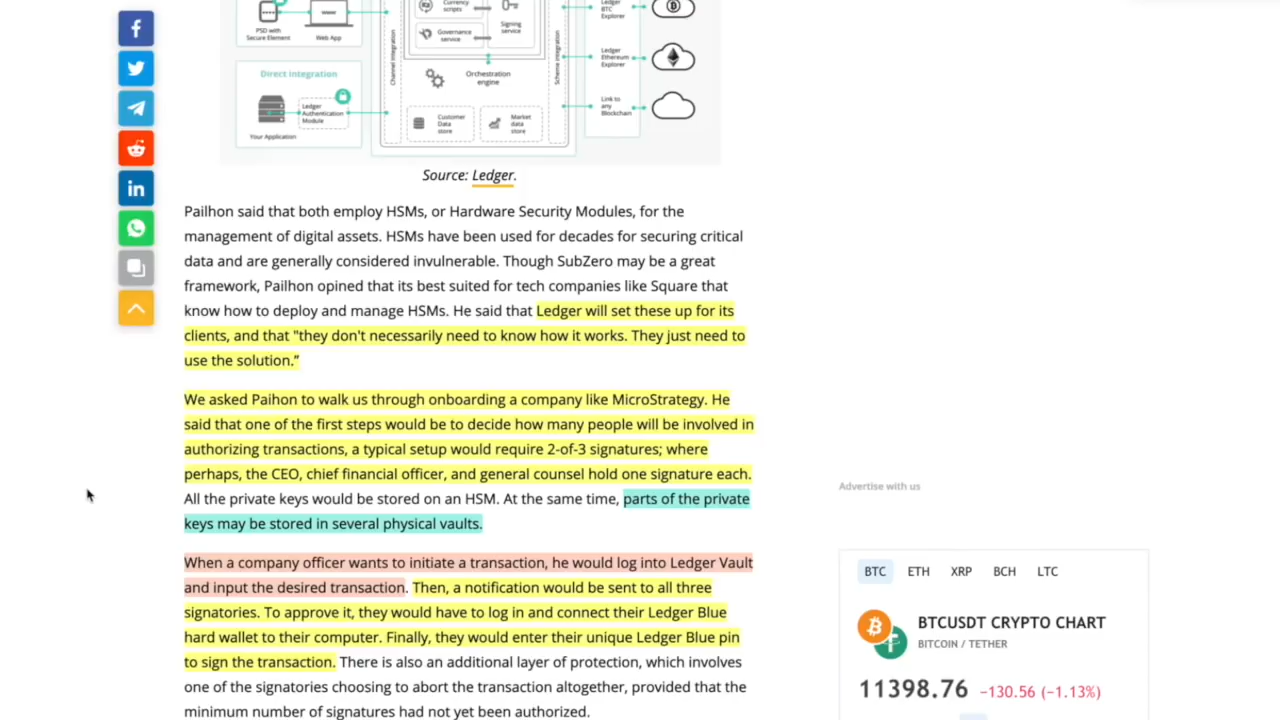 PSD with
Secure Element
Web App
www
Currency
scripts
Signing
service
Governance
service
Channel integration
Orchestration
engine
Customer
Data
store
Market
data
store
Scheme integration
Ledger
BTC
Explorer
Ledger
Ethereum
Explorer
Link to
any
Blockchain
Direct integration
Ledger
Authentication
Module
Your Application
Source: Ledger.
Pailhon said that both employ HSMs, or Hardware Security Modules, for the
management of digital assets. HSMs have been used for decades for securing critical
data and are generally considered invulnerable. Though SubZero may be a great
framework, Pailhon opined that its best suited for tech companies like Square that
know how to deploy and manage HSMs. He said that Ledger will set these up for its
clients, and that "they don't necessarily need to know how it works. They just need to
use the solution.”
We asked Paihon to walk us through onboarding a company like MicroStrategy. He
said that one of the first steps would be to decide how many people will be involved in
authorizing transactions, a typical setup would require 2-of-3 signatures; where
perhaps, the CEO, chief financial officer, and general counsel hold one signature each.
All the private keys would be stored on an HSM. At the same time, parts of the private
keys may be stored in several physical vaults.
When a company officer wants to initiate a transaction, he would log into Ledger Vault
and input the desired transaction. Then, a notification would be sent to all three
signatories. To approve it, they would have to log in and connect their Ledger Blue
hard wallet to their computer. Finally, they would enter their unique Ledger Blue pin
to sign the transaction. There is also an additional layer of protection, which involves
one of the signatories choosing to abort the transaction altogether, provided that the
minimum number of signatures had not yet been authorized.
Advertise with us
BTC ETH XRP BCH LTC
BTCUSDT CRYPTO CHART
BITCOIN / TETHER
11398.76 −130.56 (−1.13%)